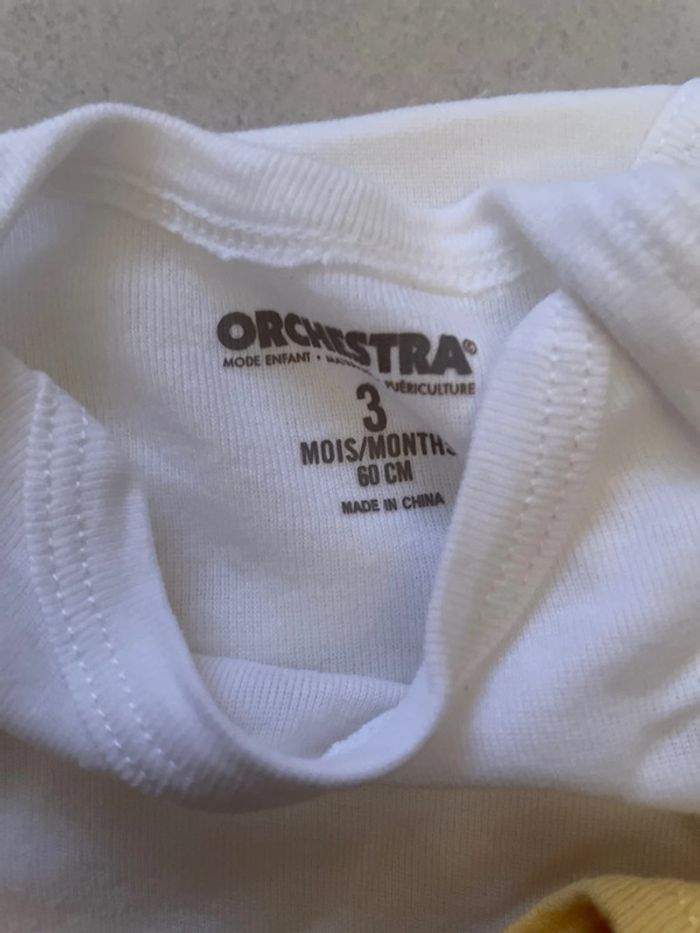 ORCHESTRA©
MODE ENFANT •
3
MOIS/MONTHS
60 CM
MADE IN CHINA